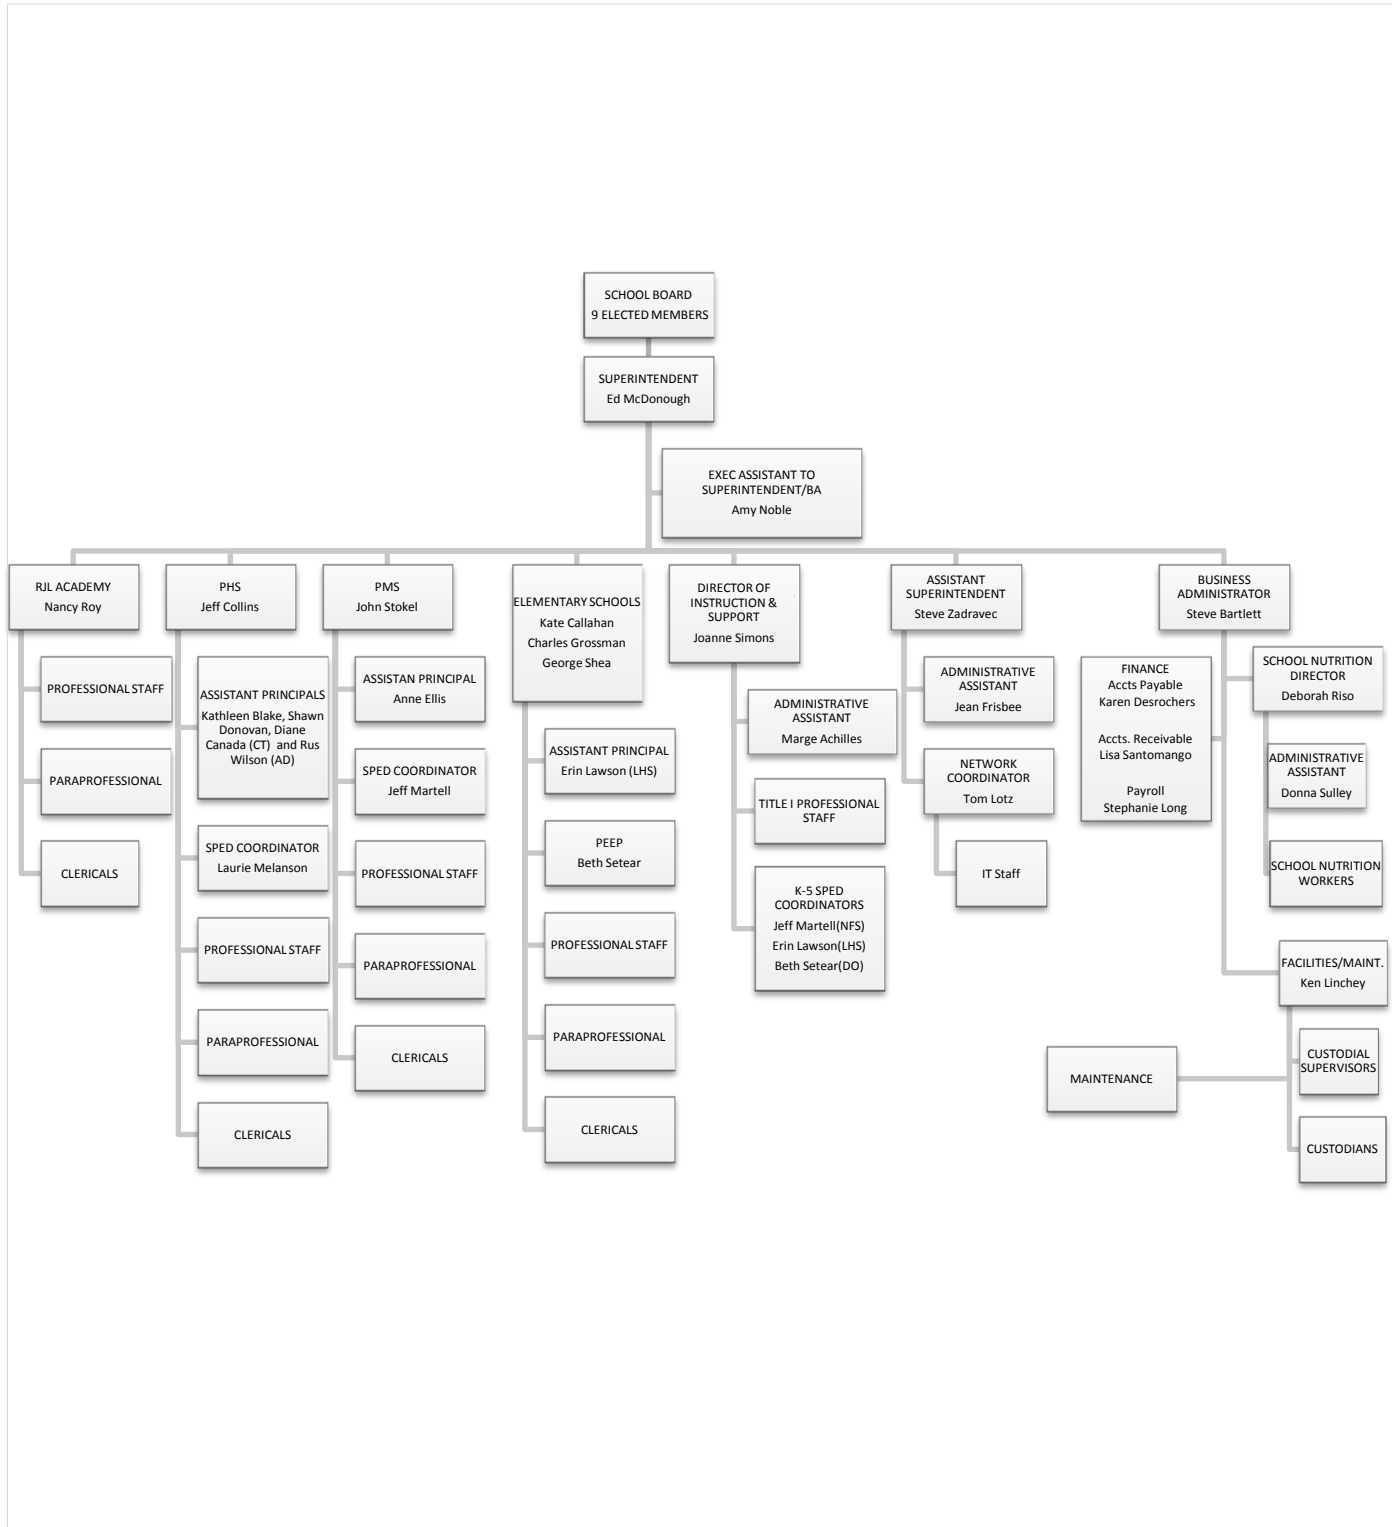 SCHOOL BOARD
9 ELECTED MEMBERS
SUPERINTENDENT
Ed McDonough
EXEC ASSISTANT TO
SUPERINTENDENT/BA
Amy Noble
RJL ACADEMY
Nancy Roy
PROFESSIONAL STAFF
PARAPROFESSIONAL
CLERICALS
PHS
Jeff Collins
ASSISTANT PRINCIPALS
Kathleen Blake, Shawn
Donovan, Diane
Canada (CT) and Rus
Wilson (AD)
SPED COORDINATOR
Laurie Melanson
PROFESSIONAL STAFF
PARAPROFESSIONAL
CLERICALS
PMS
John Stokel
ASSISTAN PRINCIPAL
Anne Ellis
SPED COORDINATOR
Jeff Martell
PROFESSIONAL STAFF
PARAPROFESSIONAL
CLERICALS
ELEMENTARY SCHOOLS
Kate Callahan
Charles Grossman
George Shea
ASSISTANT PRINCIPAL
Erin Lawson (LHS)
PEEP
Beth Setear
PROFESSIONAL STAFF
PARAPROFESSIONAL
CLERICALS
DIRECTOR OF
INSTRUCTION &
SUPPORT
Joanne Simons
ADMINISTRATIVE
ASSISTANT
Marge Achilles
TITLE I PROFESSIONAL
STAFF
K-5 SPED
COORDINATORS
Jeff Martell(NFS)
Erin Lawson(LHS)
Beth Setear(DO)
ASSISTANT
SUPERINTENDENT
Steve Zadravec
ADMINISTRATIVE
ASSISTANT
Jean Frisbee
NETWORK
COORDINATOR
Tom Lotz
IT Staff
BUSINESS
ADMINISTRATOR
Steve Bartlett
FINANCE
Accts Payable
Karen Desrochers
Accts. Receivable
Lisa Santomango
Payroll
Stephanie Long
SCHOOL NUTRITION
DIRECTOR
Deborah Riso
ADMINISTRATIVE
ASSISTANT
Donna Sulley
SCHOOL NUTRITION
WORKERS
FACILITIES/MAINT.
Ken Linchey
CUSTODIAL
SUPERVISORS
MAINTENANCE
CUSTODIANS